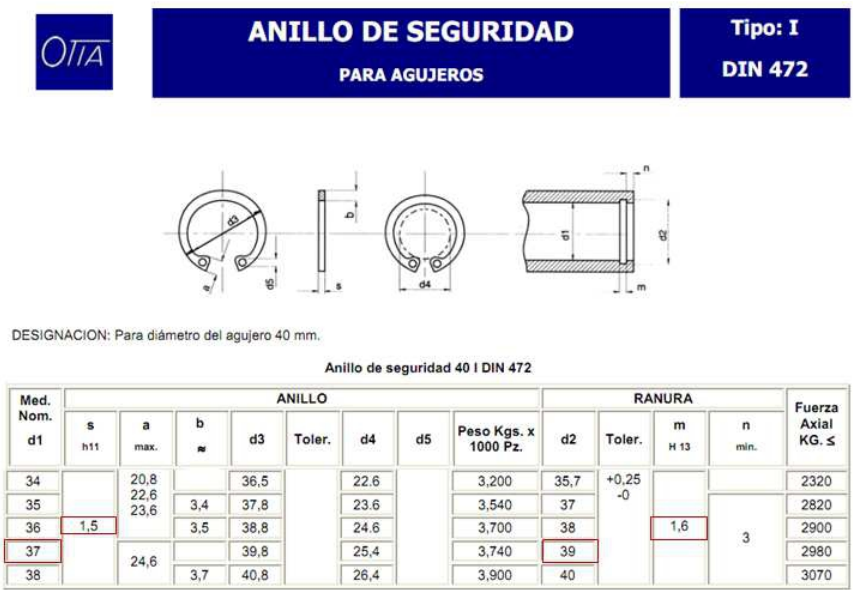 OTIA
ANILLO DE SEGURIDAD
PARA AGUJEROS
Tipo: I
DIN 472
d3
a
d5
s
b
d4
d1
n
d2
m
DESIGNACION: Para diámetro del agujero 40 mm.
Anillo de seguridad 40 I DIN 472
Med. Nom. d1 ANILLO RANURA Fuerza Axial KG. ≤
s h11 a max. b ≈ d3 Toler. d4 d5 Peso Kgs. x 1000 Pz. d2 Toler. m H 13 n min.
34 20,8 36,5 22.6 3,200 35,7 +0,25 2320
22,6 -0
35 23,6 3,4 37,8 23.6 3,540 37 2820
36 1,5 3,5 38,8 24.6 3,700 38 1,6 3 2900
37 24,6 39,8 25,4 3,740 39 2980
38 3,7 40,8 26,4 3,900 40 3070